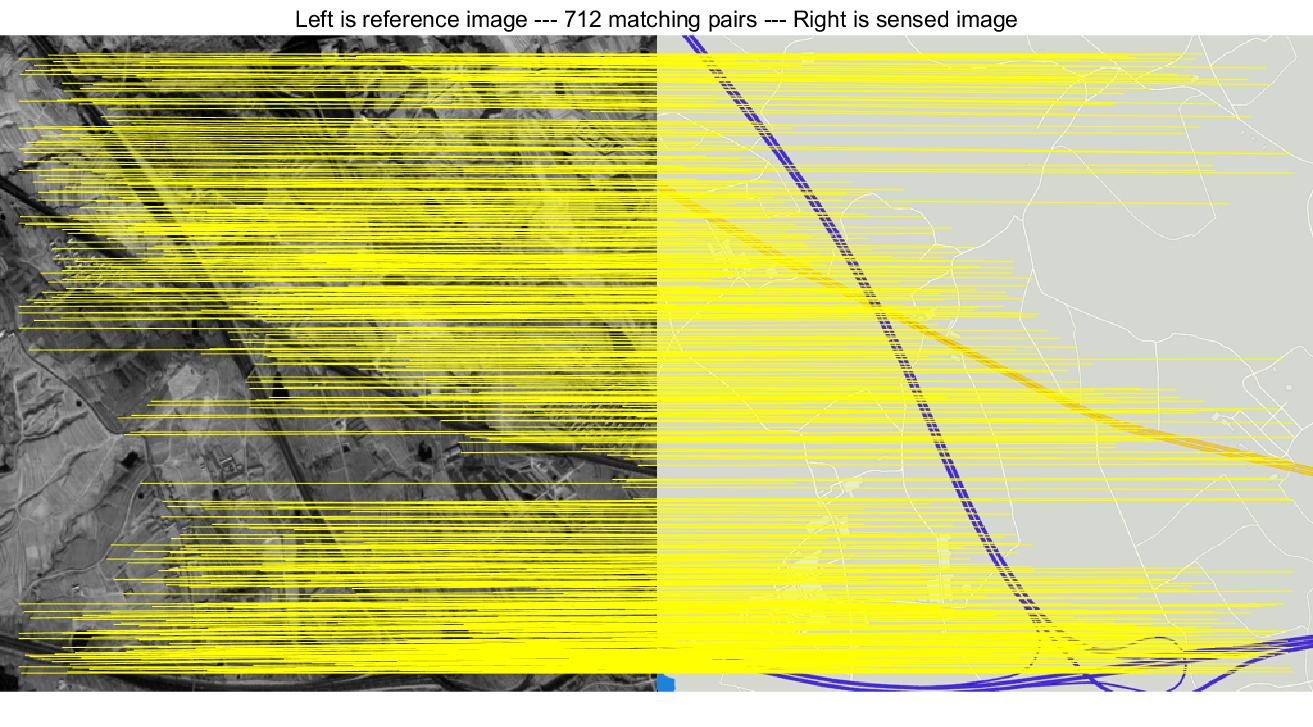 Left is reference image --- 712 matching pairs --- Right is sensed image